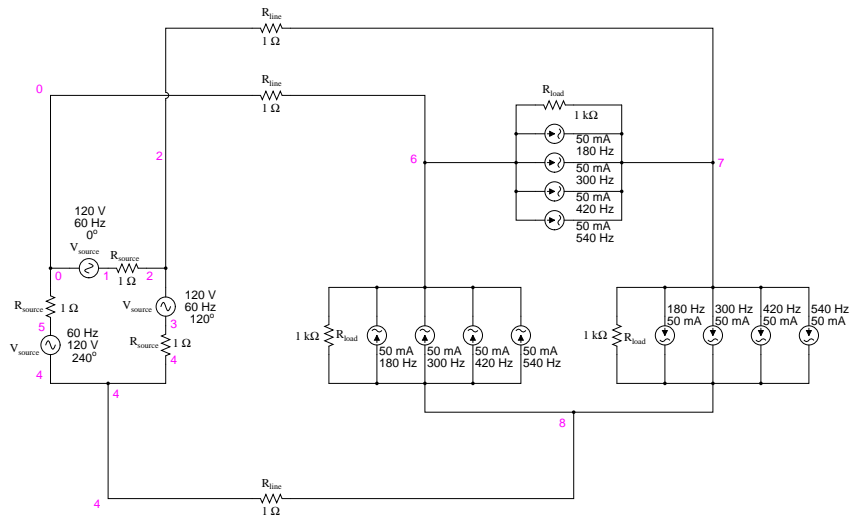 Rline
1 Ω
0
Rline
1 Ω
Rload
1 kΩ
50 mA
180 Hz
50 mA
300 Hz
50 mA
420 Hz
50 mA
540 Hz
2
6
7
120 V
60 Hz
0°
Vsource
Rsource
0
1
1 Ω
2
Rsource
1 Ω
5
Vsource
60 Hz
120 V
240°
4
Vsource
120 V
60 Hz
120°
3
Rsource
1 Ω
4
4
1 kΩ
Rload
50 mA
180 Hz
50 mA
300 Hz
50 mA
420 Hz
50 mA
540 Hz
1 kΩ
Rload
180 Hz
50 mA
300 Hz
50 mA
420 Hz
50 mA
540 Hz
50 mA
8
4
Rline
1 Ω